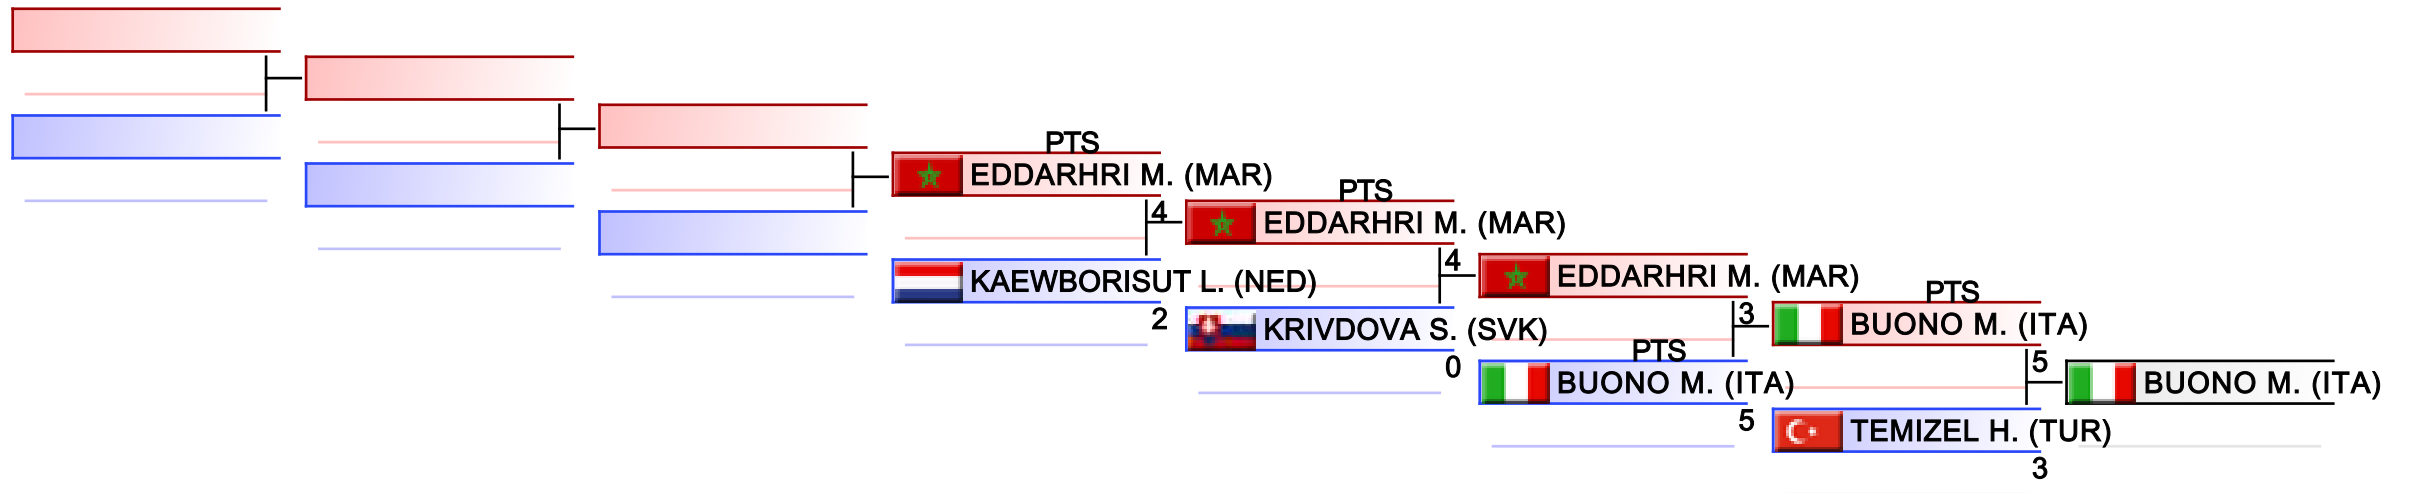 PTS
EDDARHRI M. (MAR)
4
KAEWBORISUT L. (NED)
2
PTS
EDDARHRI M. (MAR)
4
KRIVDOVA S. (SVK)
0
EDDARHRI M. (MAR)
3
PTS
BUONO M. (ITA)
5
PTS
BUONO M. (ITA)
5
TEMIZEL H. (TUR)
3
BUONO M. (ITA)